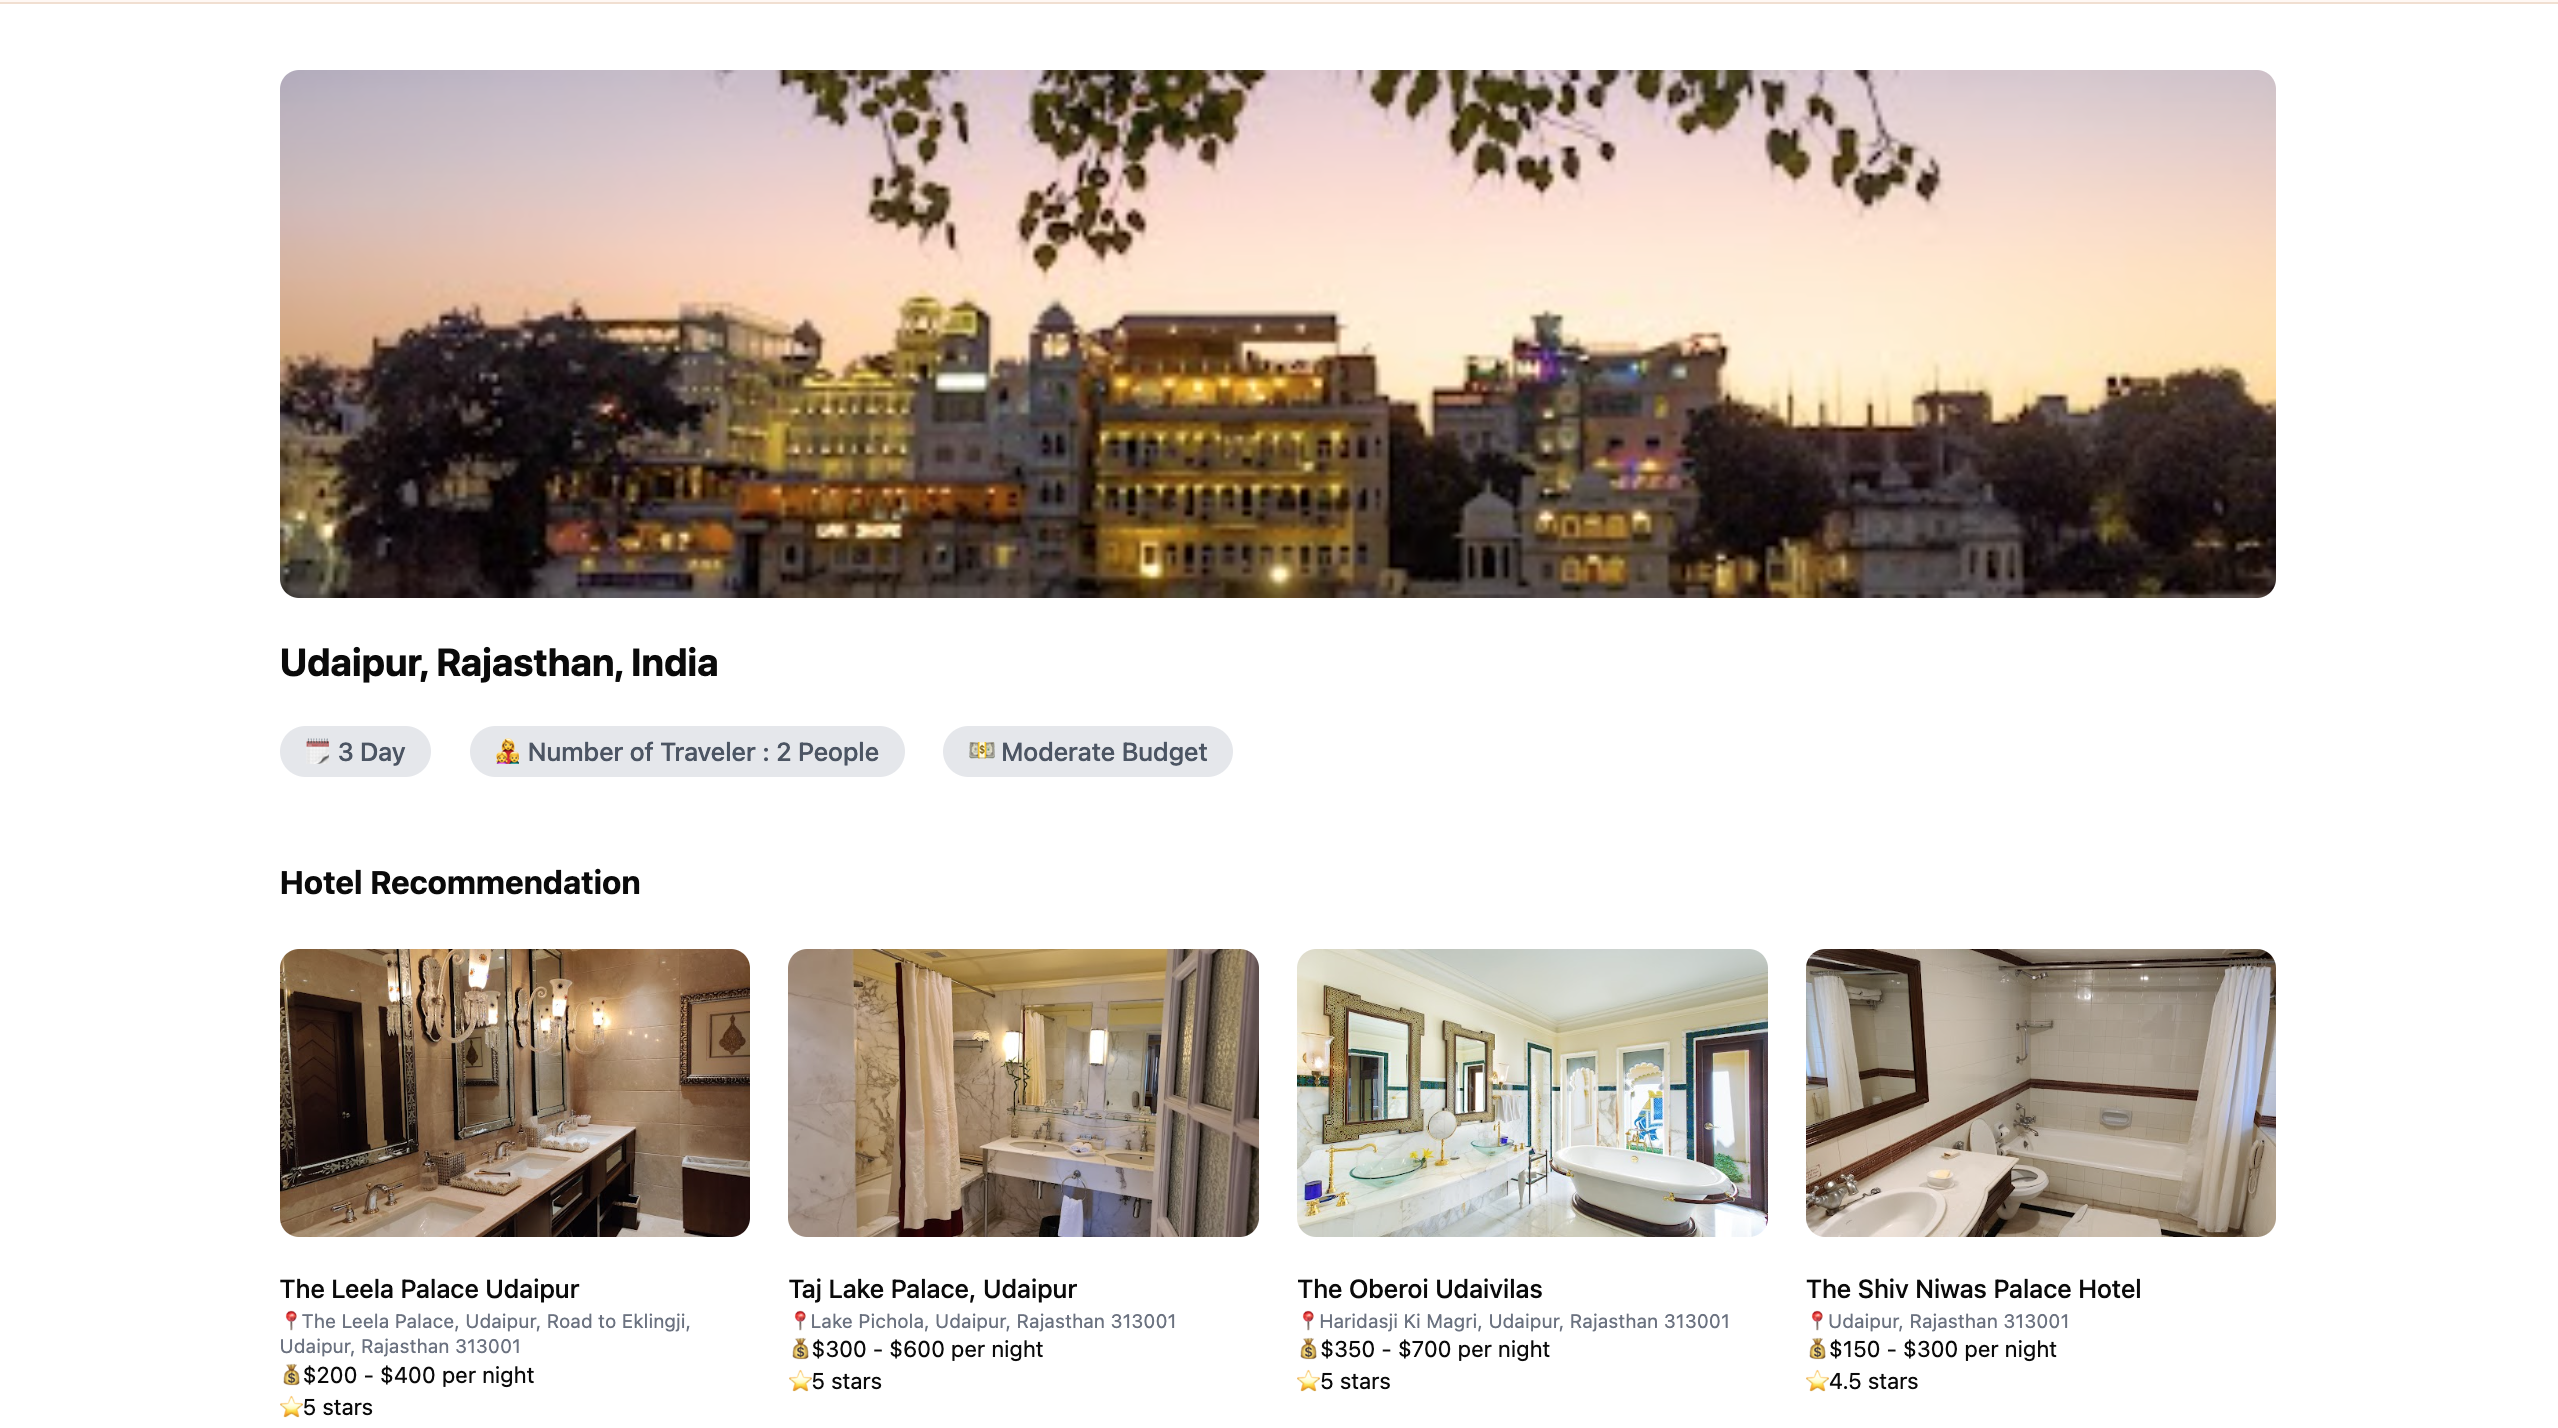 Udaipur, Rajasthan, India
🗓️ 3 Day
👩‍👧‍👦 Number of Traveler : 2 People
💵 Moderate Budget
Hotel Recommendation
The Leela Palace Udaipur
📍The Leela Palace, Udaipur, Road to Eklingji,
Udaipur, Rajasthan 313001
💰$200 - $400 per night
⭐5 stars
Taj Lake Palace, Udaipur
📍Lake Pichola, Udaipur, Rajasthan 313001
💰$300 - $600 per night
⭐5 stars
The Oberoi Udaivilas
📍Haridasji Ki Magri, Udaipur, Rajasthan 313001
💰$350 - $700 per night
⭐5 stars
The Shiv Niwas Palace Hotel
📍Udaipur, Rajasthan 313001
💰$150 - $300 per night
⭐4.5 stars